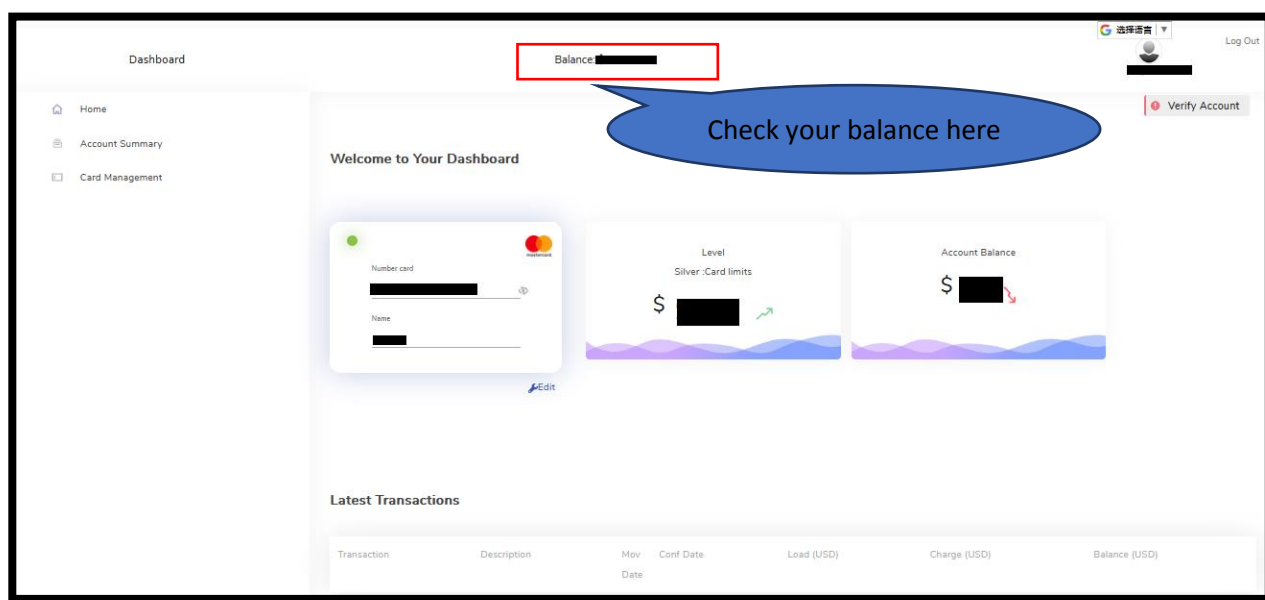 选择语言 ▼
Log Out
Dashboard
Balance:
Home
Verify Account
Check your balance here
Account Summary
Welcome to Your Dashboard
Card Management
mastercard
Number card
Name
Level
Silver :Card limits
$
Account Balance
$
Edit
Latest Transactions
Transaction Description Mov Conf Date Load (USD) Charge (USD) Balance (USD)
Date